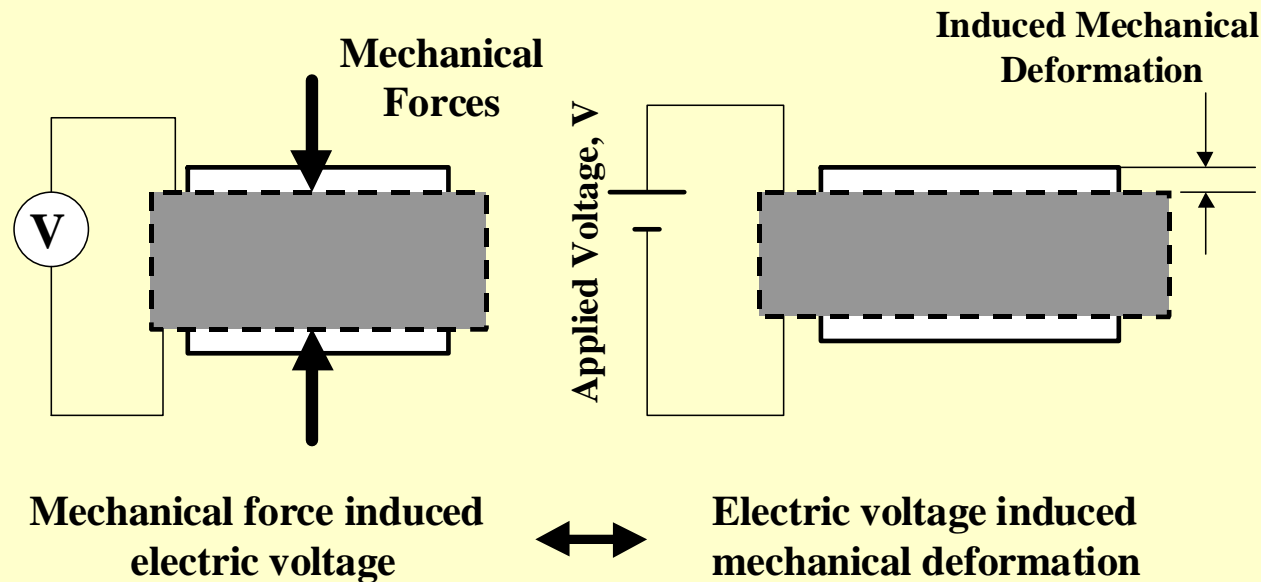 Mechanical
Forces
V
Applied Voltage, V
Induced Mechanical
Deformation
Mechanical force induced
electric voltage
Electric voltage induced
mechanical deformation